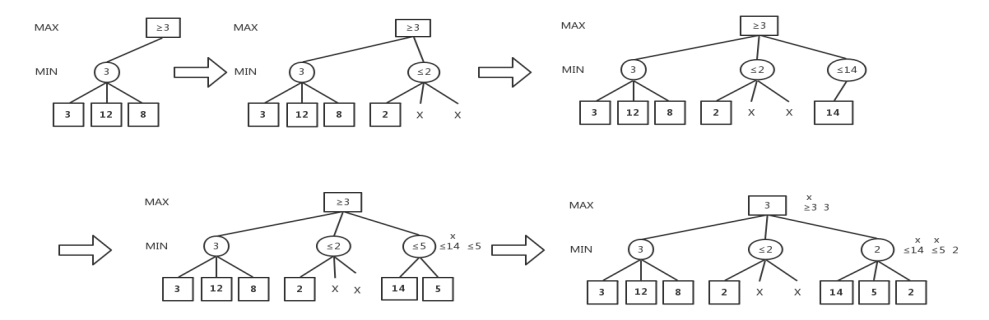 MAX ≥3 MAX ≥3 MAX ≥3
MIN 3 MIN 3 ≤2 MIN 3 ≤2 ≤14
3 12 8 3 12 8 2 X X 3 12 8 2 X X 14
MAX ≥3
MIN 3 ≤2 ≤5 x ≤14 ≤5
3 12 8 2 X X 14 5
MAX 3 x ≥3 3
MIN 3 ≤2 2 x x ≤14 ≤5 2
3 12 8 2 X X 14 5 2